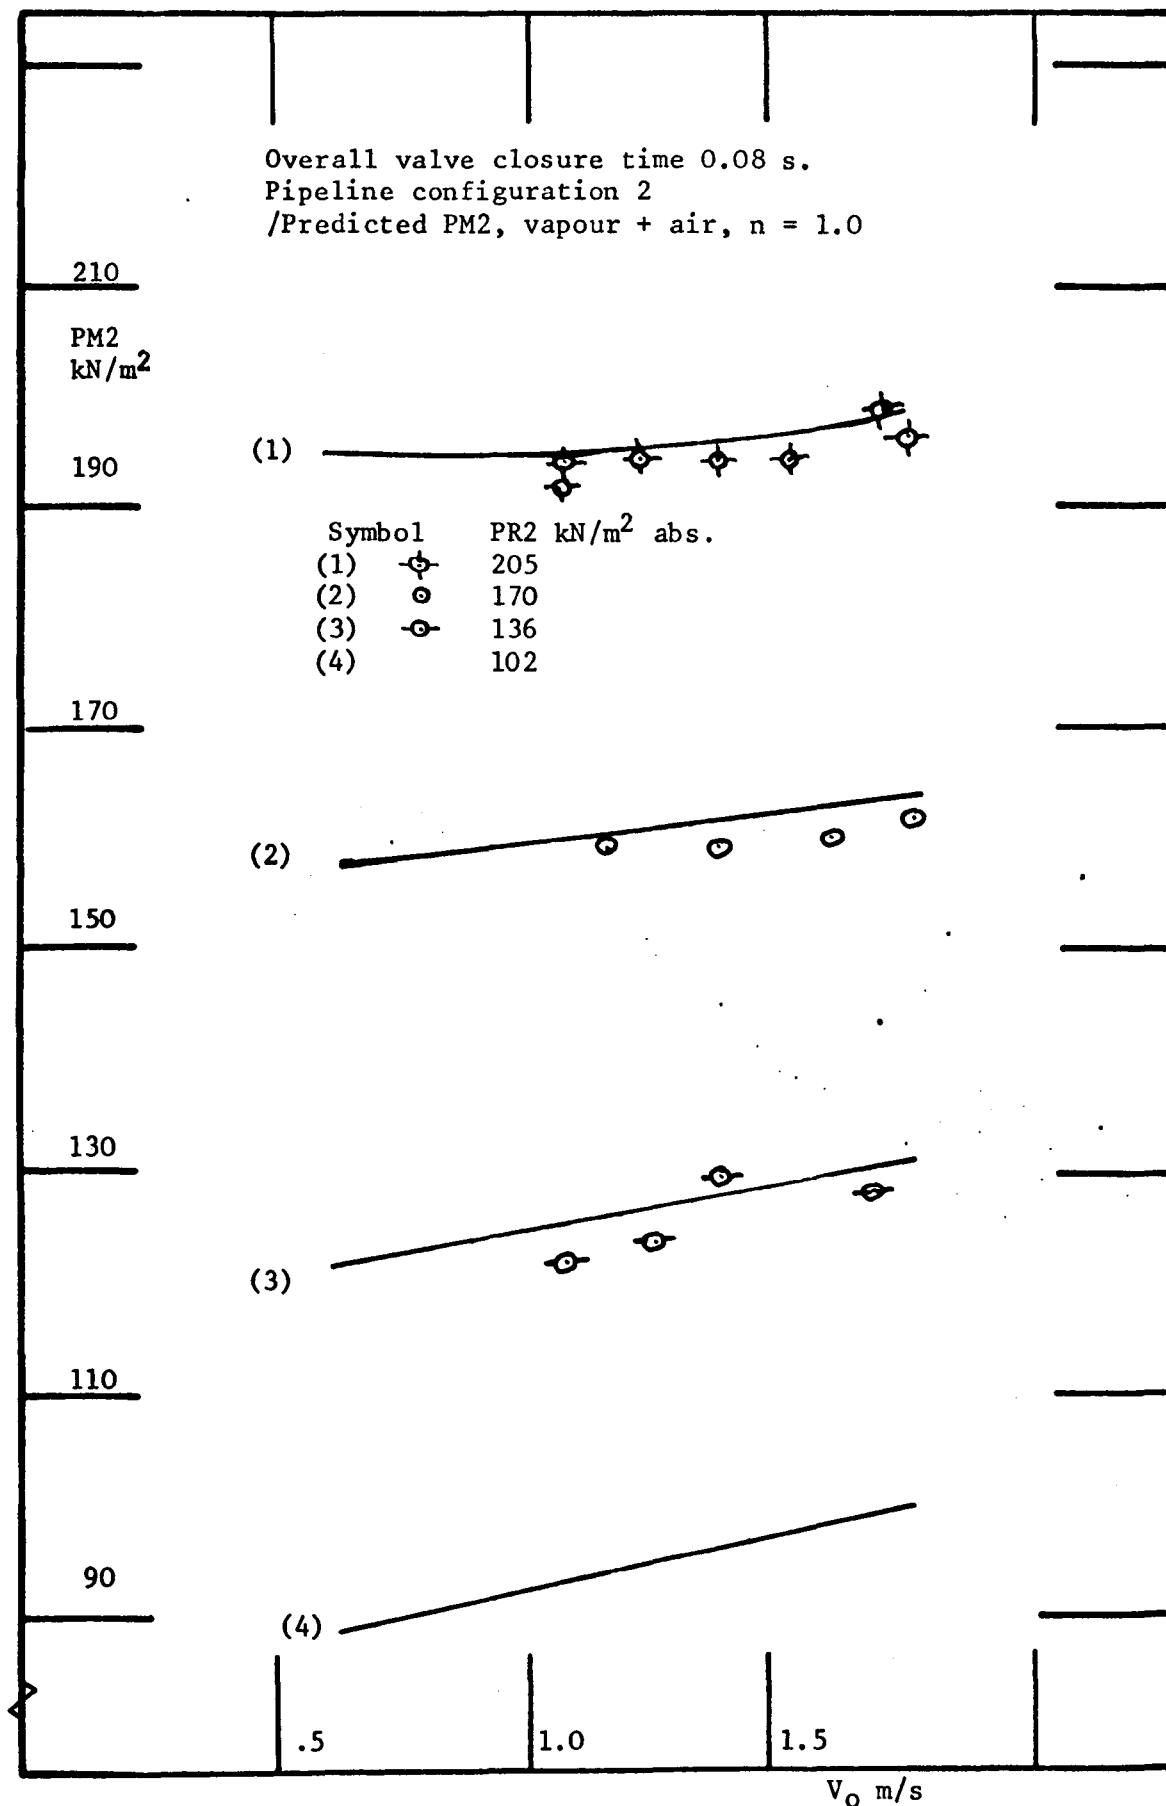 Overall valve closure time 0.08 s.
Pipeline configuration 2
/Predicted PM2, vapour + air, n = 1.0
210
PM2
kN/m²
(1)
190
Symbol PR2 kN/m² abs.
(1) 205
(2) 170
(3) 136
(4) 102
170
(2)
150
130
(3)
110
90
(4)
.5 1.0 1.5
V₀ m/s